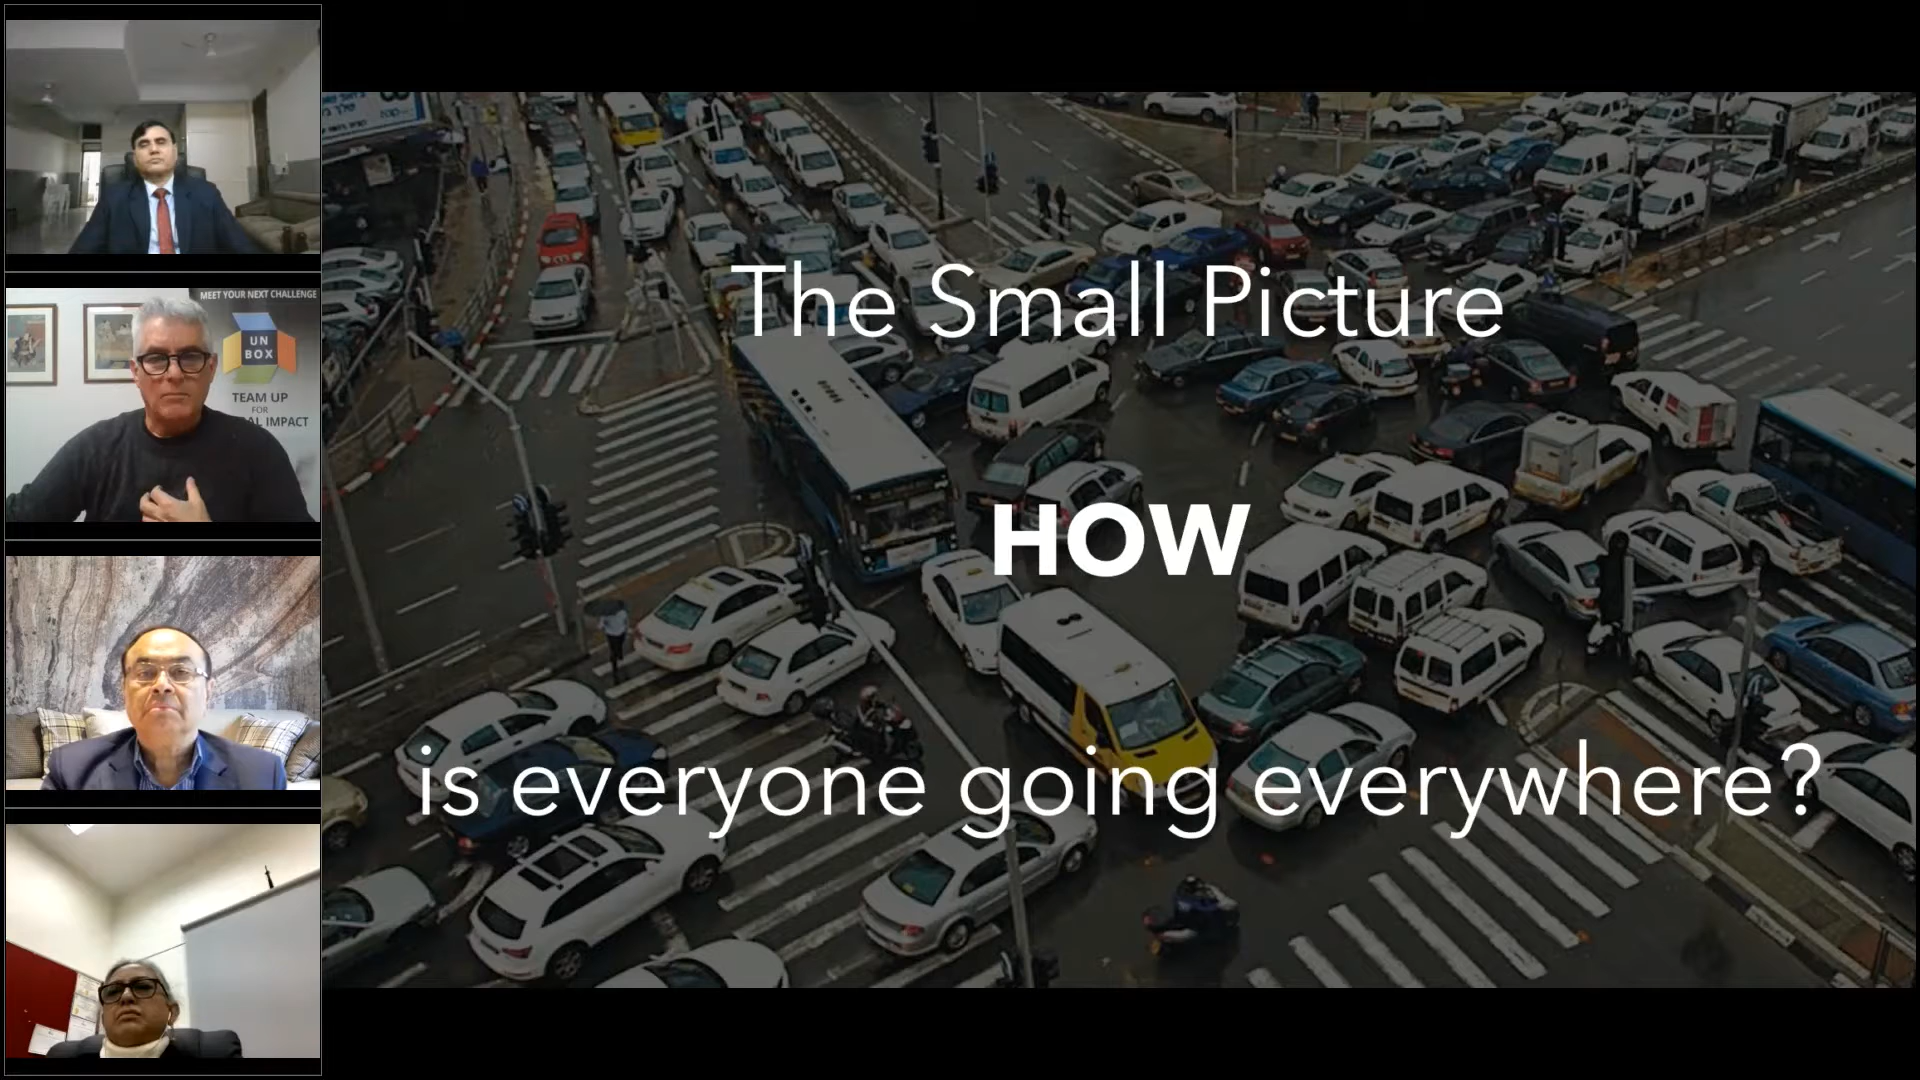 MEET YOUR NEXT CHALLENGE
UN
BOX
TEAM UP
FOR
AL IMPACT
The Small Picture
HOW
is everyone going everywhere?